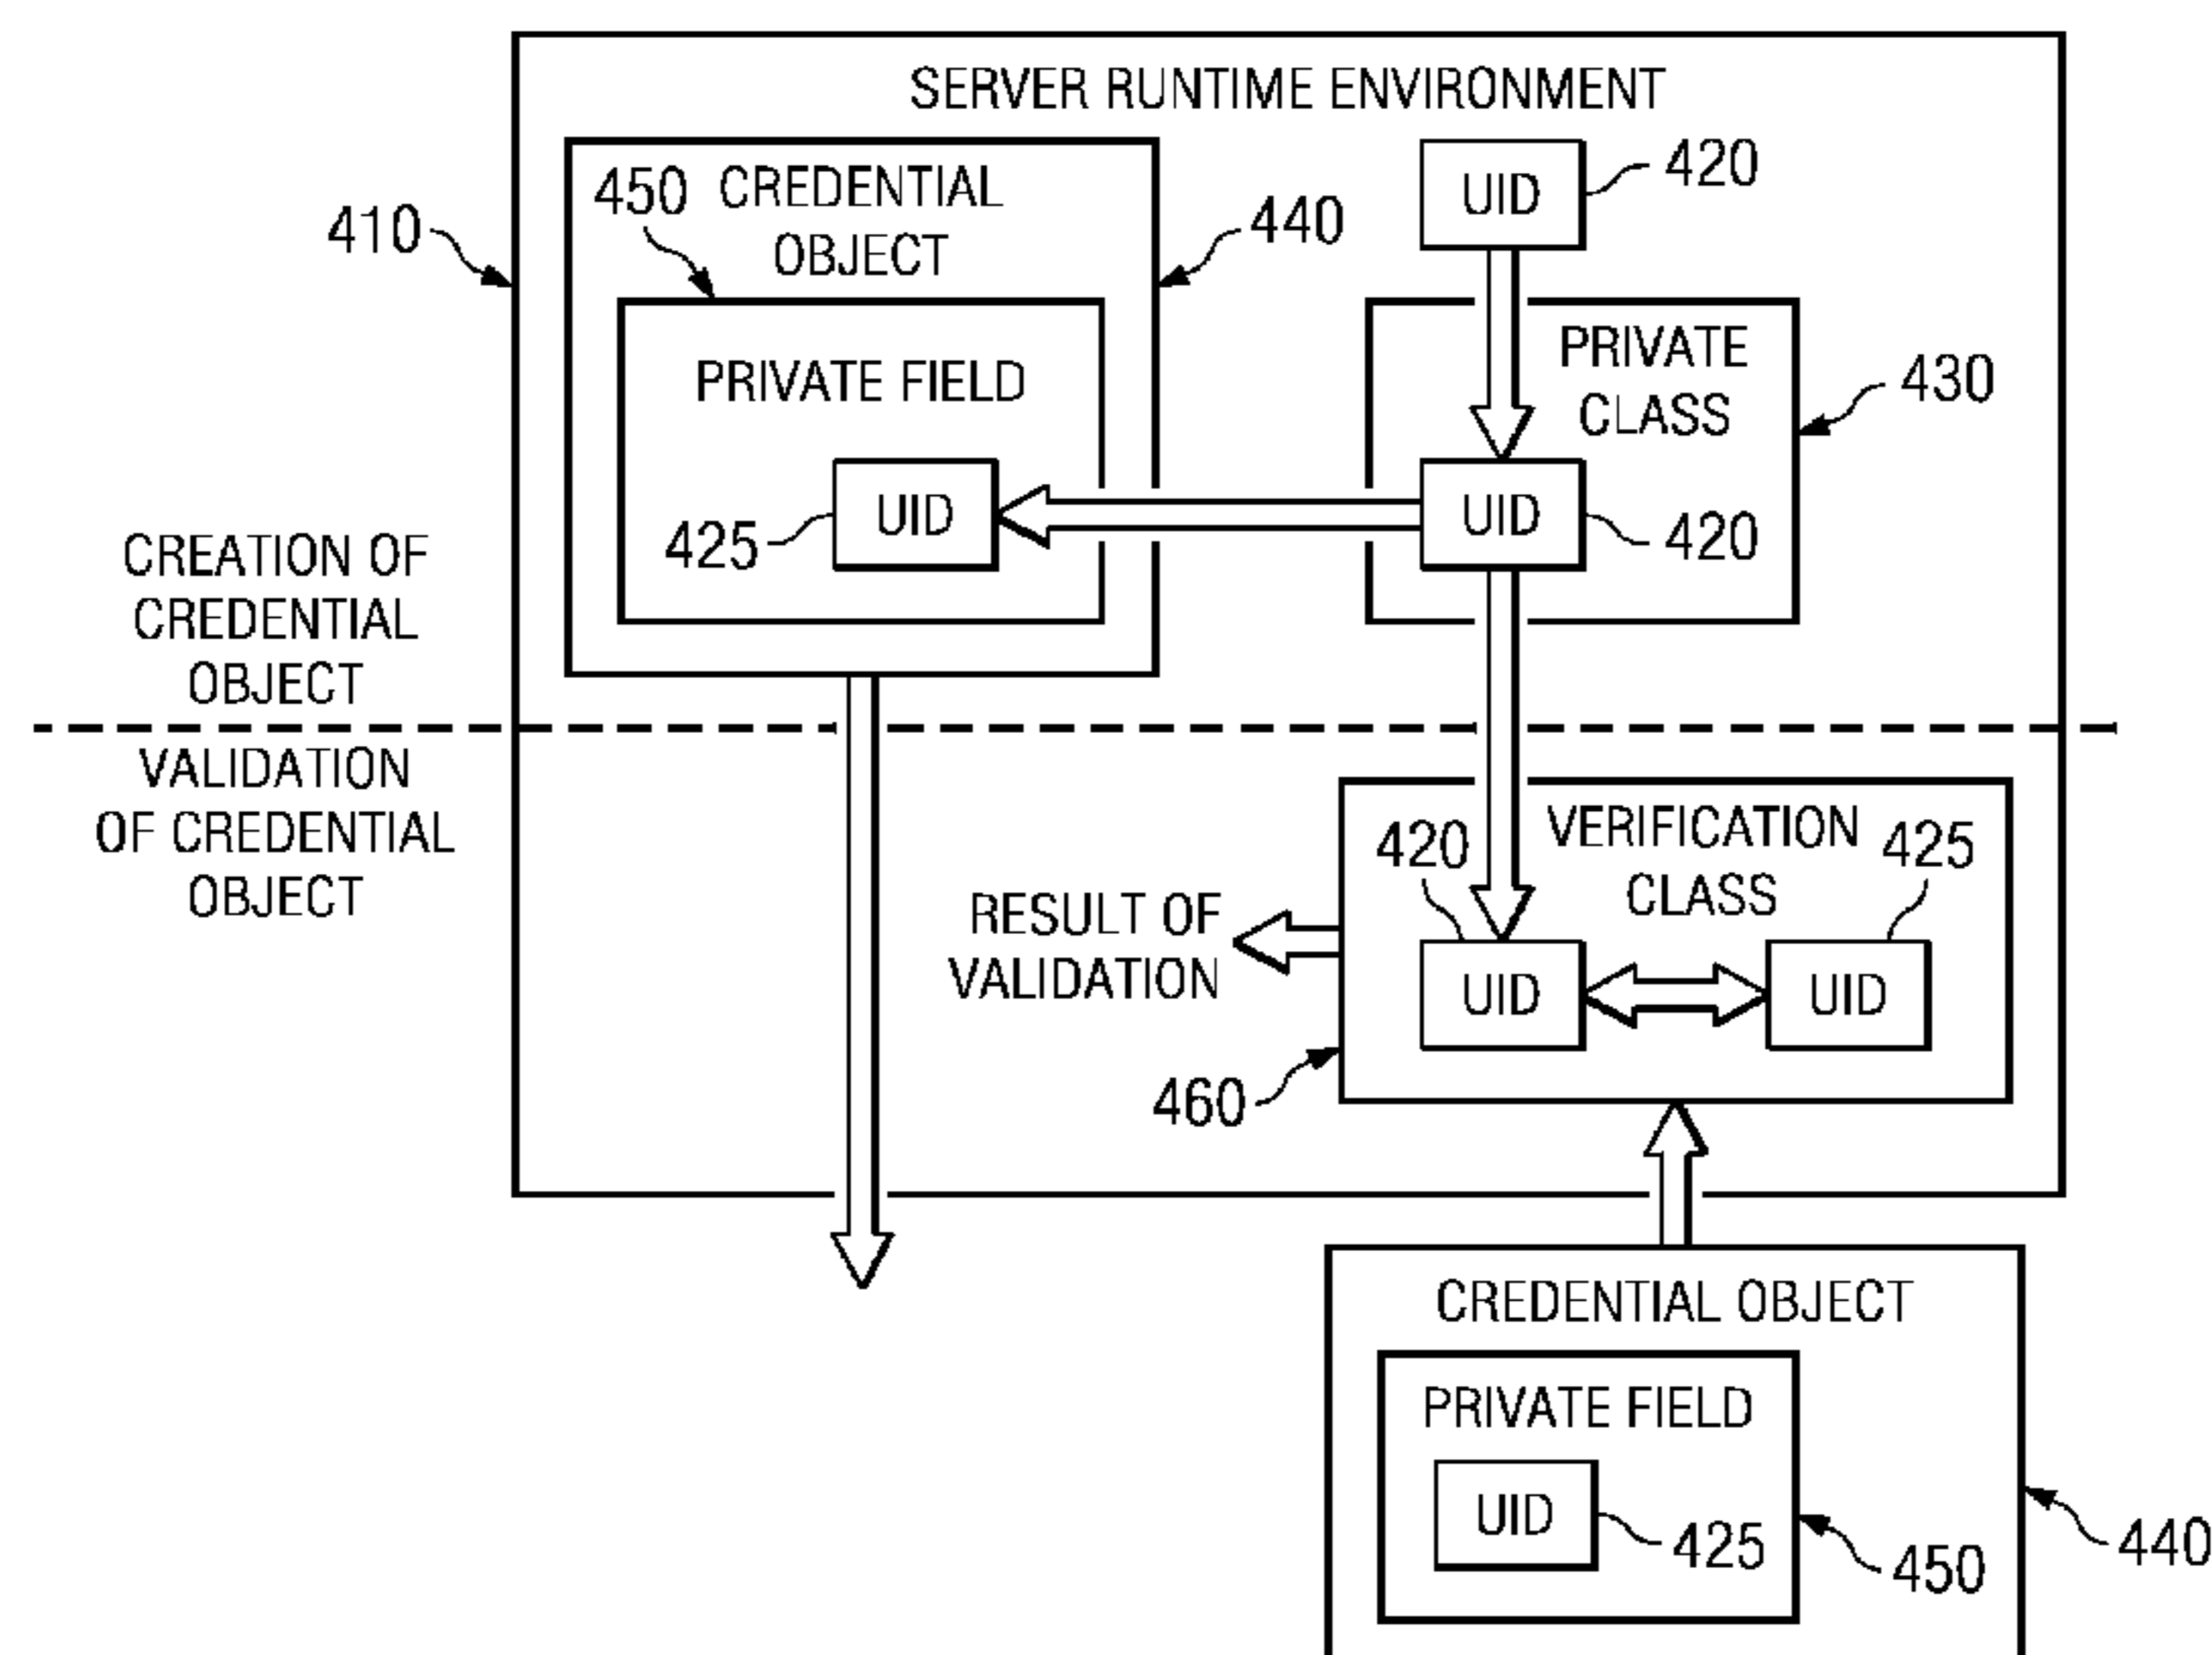 SERVER RUNTIME ENVIRONMENT
450
CREDENTIAL
OBJECT
410
440
UID
420
PRIVATE FIELD
PRIVATE
CLASS
430
UID
425
UID
420
CREATION OF
CREDENTIAL
OBJECT
VALIDATION
OF CREDENTIAL
OBJECT
VERIFICATION
CLASS
420
425
RESULT OF
VALIDATION
UID
UID
460
CREDENTIAL OBJECT
PRIVATE FIELD
UID
425
450
440